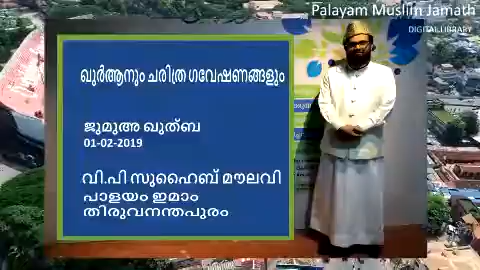 Palayam Muslim Jamath
DIGITAL LIBRARY
ഖുർആനും ചരിത്ര ഗവേഷണങ്ങളും
ജുമുഅ ഖുത്ബ
01-02-2019
വി.പി സുഹൈബ് മൗലവി
പാളയം ഇമാം
തിരുവനന്തപുരം